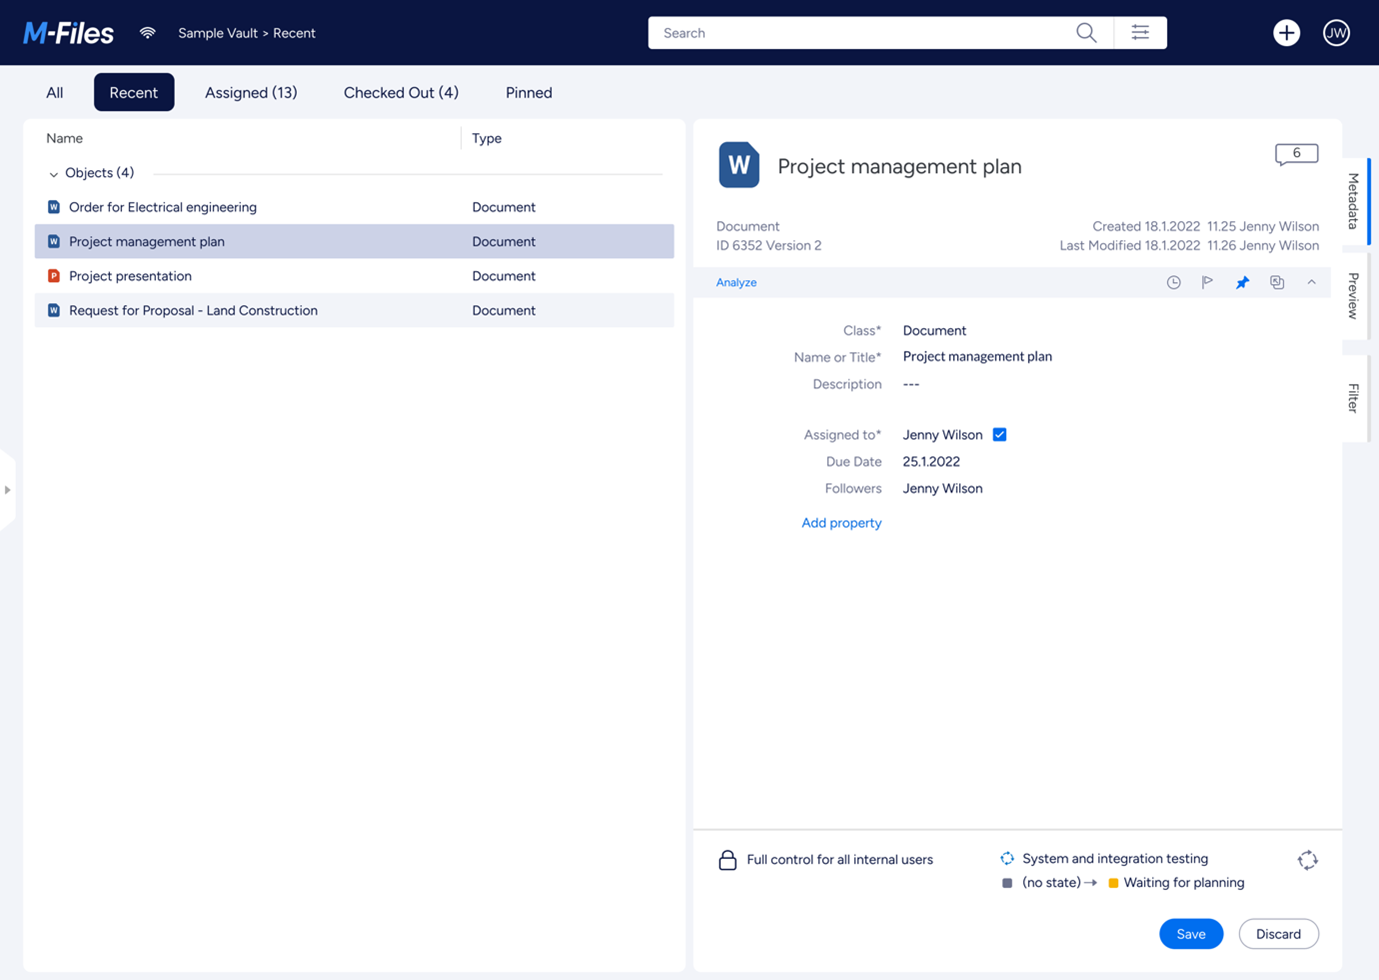 M-Files
Sample Vault > Recent
Search
JW
All
Recent
Assigned (13)
Checked Out (4)
Pinned
Name
Type
Objects (4)
W Order for Electrical engineering Document
W Project management plan Document
P Project presentation Document
W Request for Proposal - Land Construction Document
W
Project management plan
6
Document
Created 18.1.2022 11.25 Jenny Wilson
ID 6352 Version 2
Last Modified 18.1.2022 11.26 Jenny Wilson
Analyze
Class* Document
Name or Title* Project management plan
Description ---
Assigned to* Jenny Wilson
Due Date 25.1.2022
Followers Jenny Wilson
Add property
Metadata
Preview
Filter
Full control for all internal users
System and integration testing
(no state) → Waiting for planning
Save
Discard